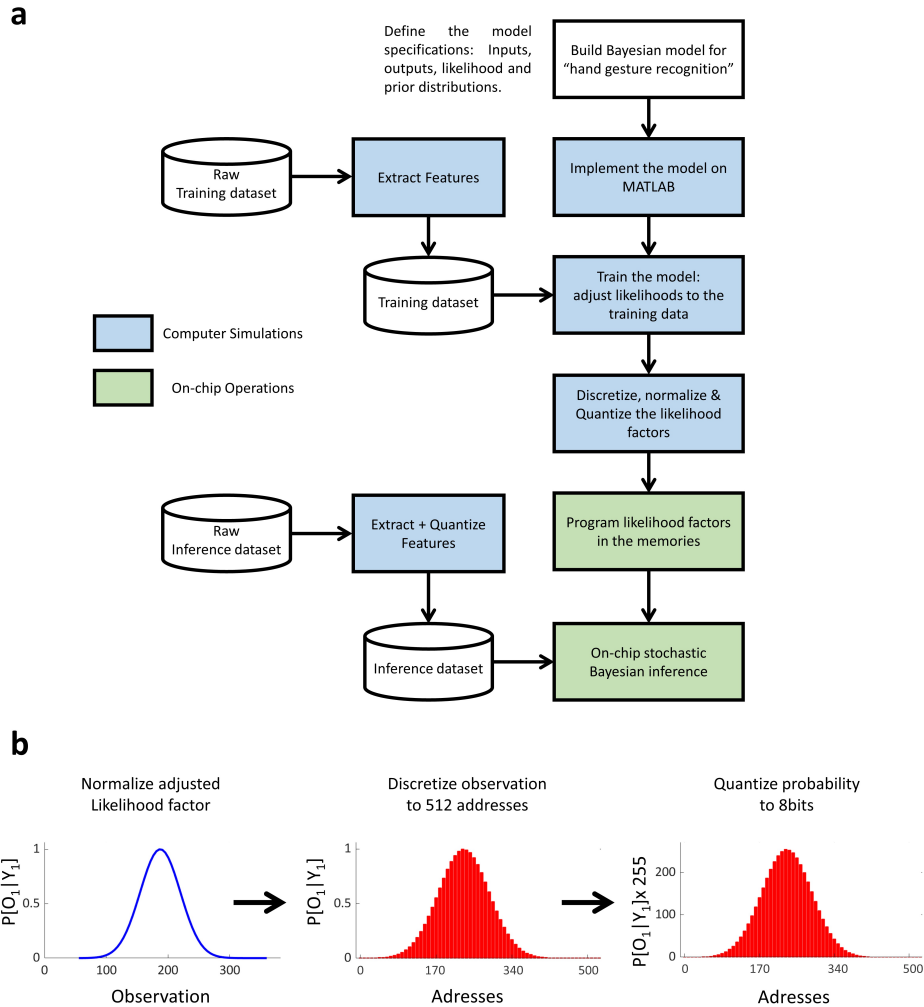 a
Define the model
specifications: Inputs,
outputs, likelihood and
prior distributions.
Build Bayesian model for
“hand gesture recognition”
Raw
Training dataset
Extract Features
Implement the model on
MATLAB
Training dataset
Train the model:
adjust likelihoods to the
training data
Computer Simulations
On-chip Operations
Discretize, normalize &
Quantize the likelihood
factors
Raw
Inference dataset
Extract + Quantize
Features
Program likelihood factors
in the memories
Inference dataset
On-chip stochastic
Bayesian inference
b
Normalize adjusted
Likelihood factor
P[O₁|Y₁]
1
0.5
0
0 100 200 300
Observation
Discretize observation
to 512 addresses
P[O₁|Y₁]
1
0.5
0
0 170 340 500
Adresses
Quantize probability
to 8bits
P[O₁|Y₁]x 255
200
100
0
0 170 340 500
Adresses